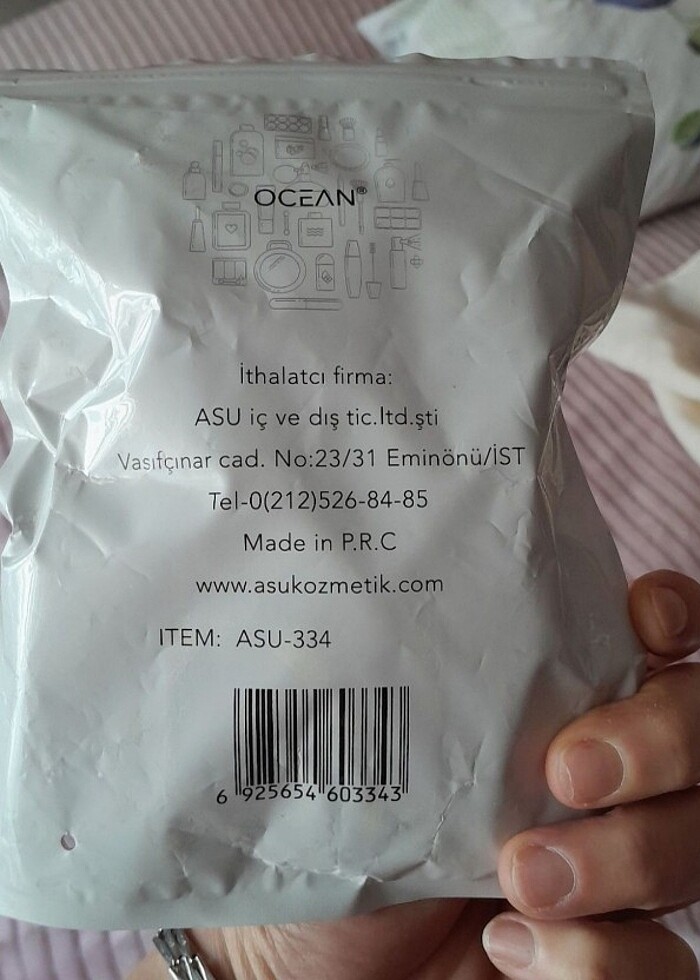 OCEAN®
İthalatcı firma:
ASU iç ve dış tic.ltd.şti
Vasıfçınar cad. No:23/31 Eminönü/İST
Tel-0(212)526-84-85
Made in P.R.C
www.asukozmetik.com
ITEM: ASU-334
6 925654 603343